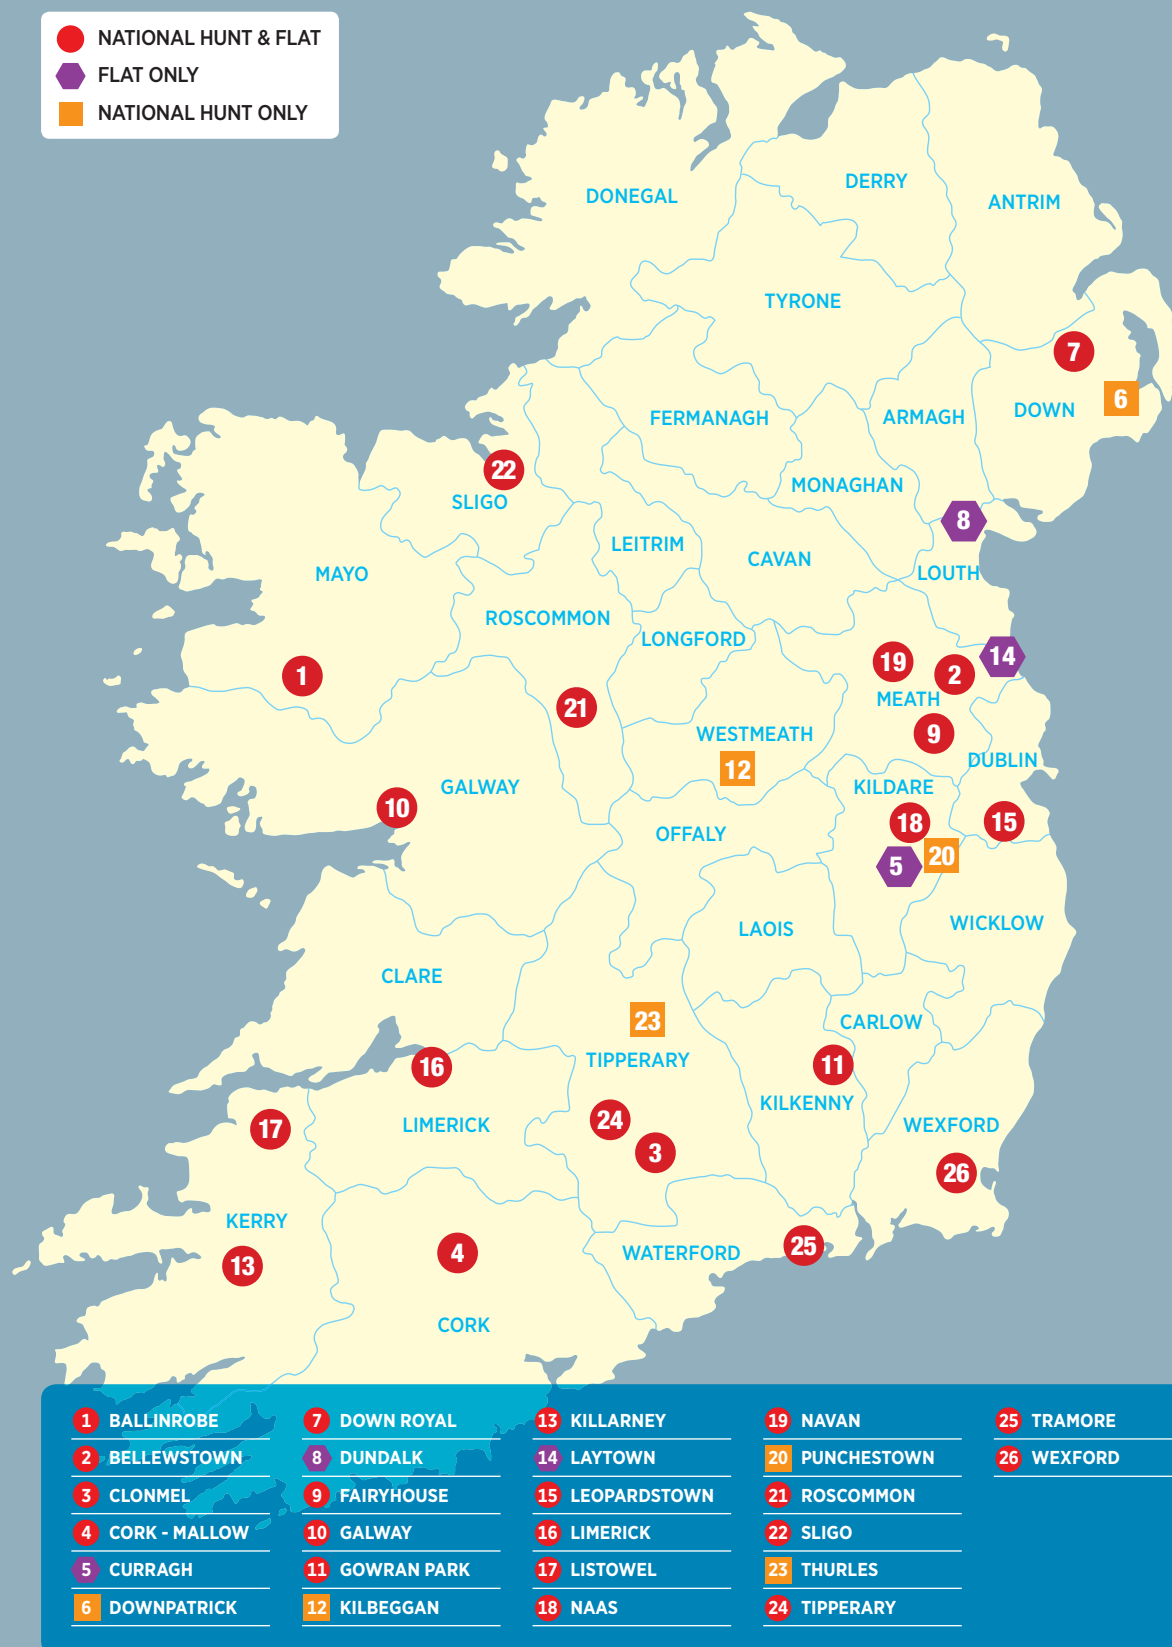 NATIONAL HUNT & FLAT
FLAT ONLY
NATIONAL HUNT ONLY
DONEGAL
DERRY
ANTRIM
TYRONE
7
6
FERMANAGH
ARMAGH
DOWN
22
SLIGO
MONAGHAN
8
LEITRIM
CAVAN
LOUTH
MAYO
ROSCOMMON
LONGFORD
1
19
2
14
MEATH
21
WESTMEATH
9
12
DUBLIN
GALWAY
KILDARE
10
OFFALY
18
15
5
20
LAOIS
WICKLOW
CLARE
23
CARLOW
16
TIPPERARY
11
17
LIMERICK
24
KILKENNY
WEXFORD
3
26
KERRY
13
4
WATERFORD
25
CORK
1 BALLINROBE
2 BELLEWSTOWN
3 CLONMEL
4 CORK - MALLOW
5 CURRAGH
6 DOWNPATRICK
7 DOWN ROYAL
8 DUNDALK
9 FAIRYHOUSE
10 GALWAY
11 GOWRAN PARK
12 KILBEGGAN
13 KILLARNEY
14 LAYTOWN
15 LEOPARDSTOWN
16 LIMERICK
17 LISTOWEL
18 NAAS
19 NAVAN
20 PUNCHESTOWN
21 ROSCOMMON
22 SLIGO
23 THURLES
24 TIPPERARY
25 TRAMORE
26 WEXFORD